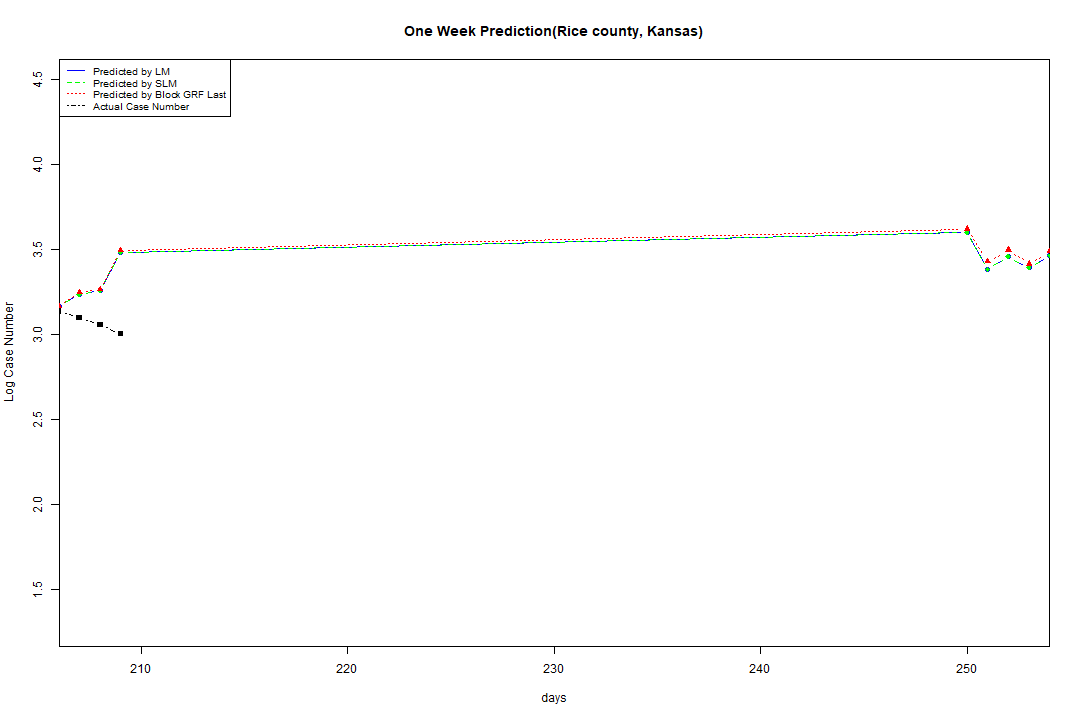 One Week Prediction(Rice county, Kansas)
Predicted by LM
Predicted by SLM
Predicted by Block GRF Last
Actual Case Number
4.5
4.0
3.5
3.0
2.5
2.0
1.5
Log Case Number
210
220
230
240
250
days